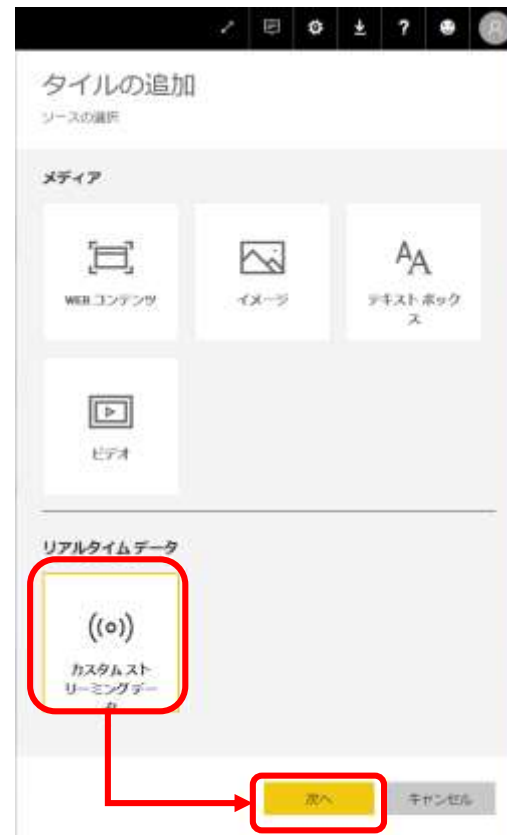 タイルの追加
ソースの選択
メディア
WEB コンテンツ
イメージ
テキスト ボック
ス
ビデオ
リアルタイム データ
カスタム スト
リーミング デー
タ
次へ
キャンセル